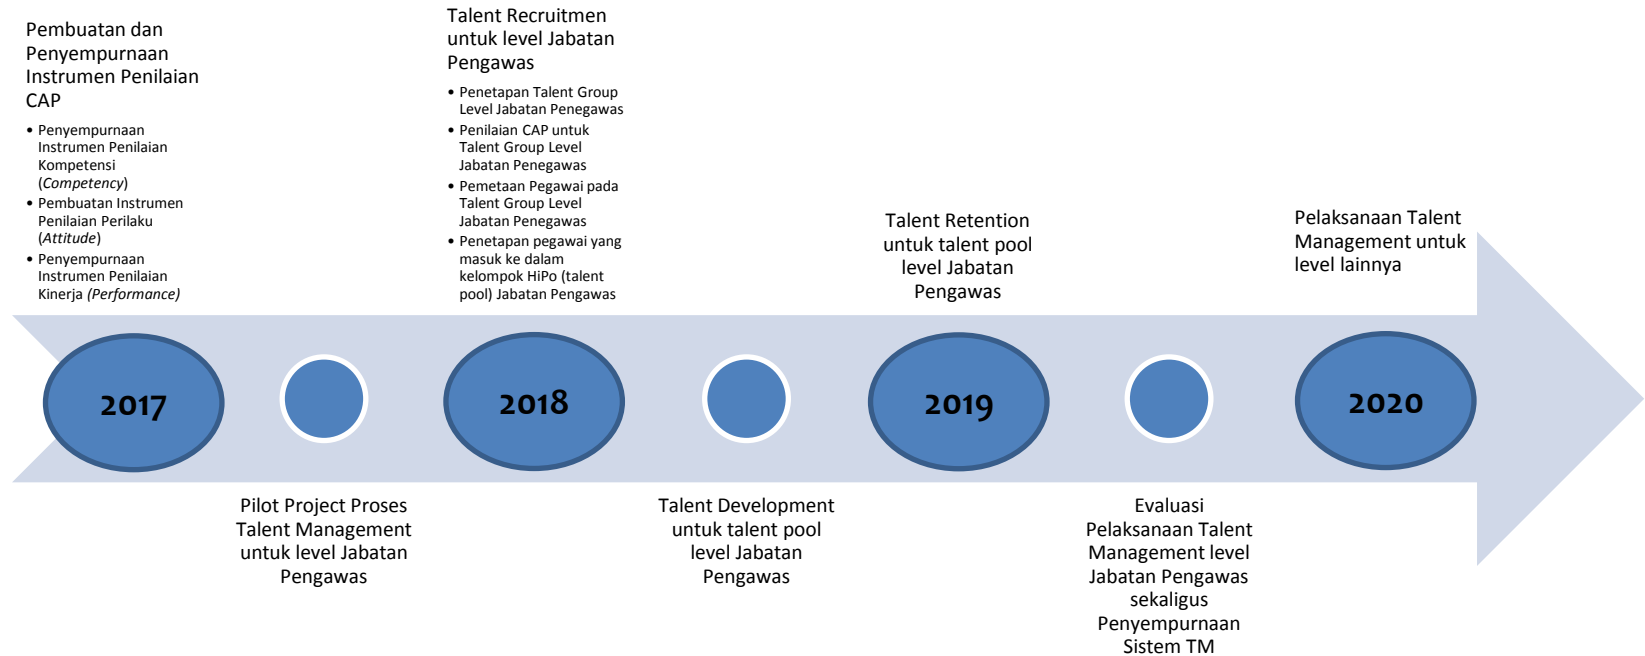 Pembuatan dan
Penyempurnaan
Instrumen Penilaian
CAP
• Penyempurnaan
Instrumen Penilaian
Kompetensi
(Competency)
• Pembuatan Instrumen
Penilaian Perilaku
(Attitude)
• Penyempurnaan
Instrumen Penilaian
Kinerja (Performance)
2017
Pilot Project Proses
Talent Management
untuk level Jabatan
Pengawas
Talent Recruitmen
untuk level Jabatan
Pengawas
• Penetapan Talent Group
Level Jabatan Penegawas
• Penilaian CAP untuk
Talent Group Level
Jabatan Penegawas
• Pemetaan Pegawai pada
Talent Group Level
Jabatan Penegawas
• Penetapan pegawai yang
masuk ke dalam
kelompok HiPo (talent
pool) Jabatan Pengawas
2018
Talent Development
untuk talent pool
level Jabatan
Pengawas
Talent Retention
untuk talent pool
level Jabatan
Pengawas
2019
Evaluasi
Pelaksanaan Talent
Management level
Jabatan Pengawas
sekaligus
Penyempurnaan
Sistem TM
Pelaksanaan Talent
Management untuk
level lainnya
2020